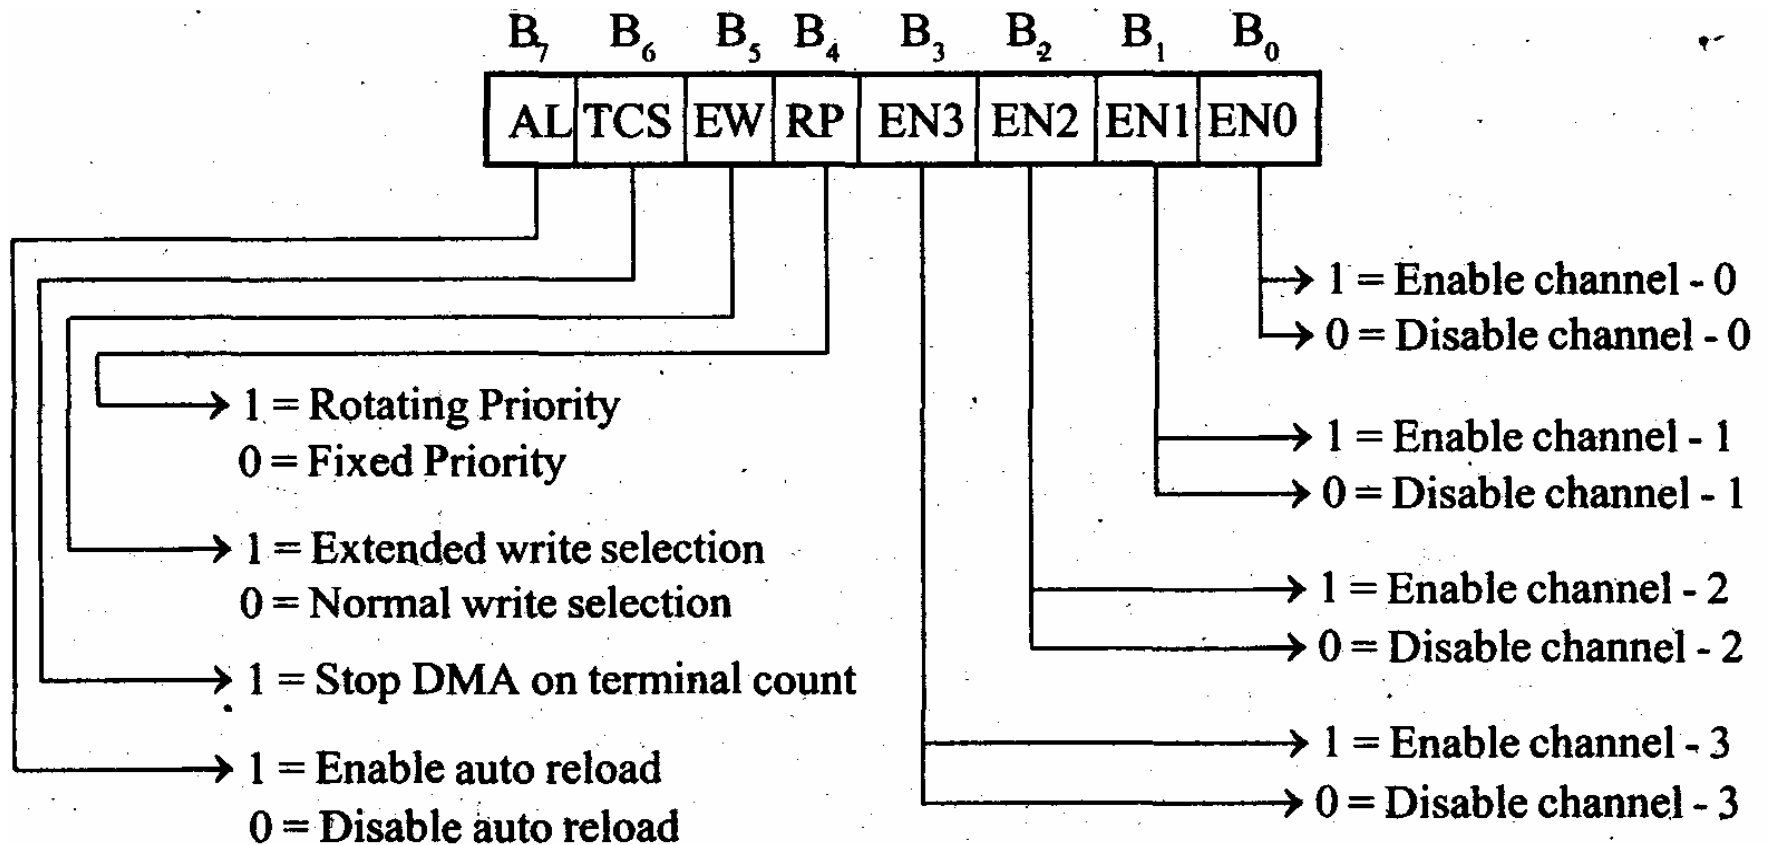 B₇ B₆ B₅ B₄ B₃ B₂ B₁ B₀
AL TCS EW RP EN3 EN2 EN1 EN0
1 = Rotating Priority
0 = Fixed Priority
1 = Extended write selection
0 = Normal write selection
1 = Stop DMA on terminal count
1 = Enable auto reload
0 = Disable auto reload
1 = Enable channel - 0
0 = Disable channel - 0
1 = Enable channel - 1
0 = Disable channel - 1
1 = Enable channel - 2
0 = Disable channel - 2
1 = Enable channel - 3
0 = Disable channel - 3